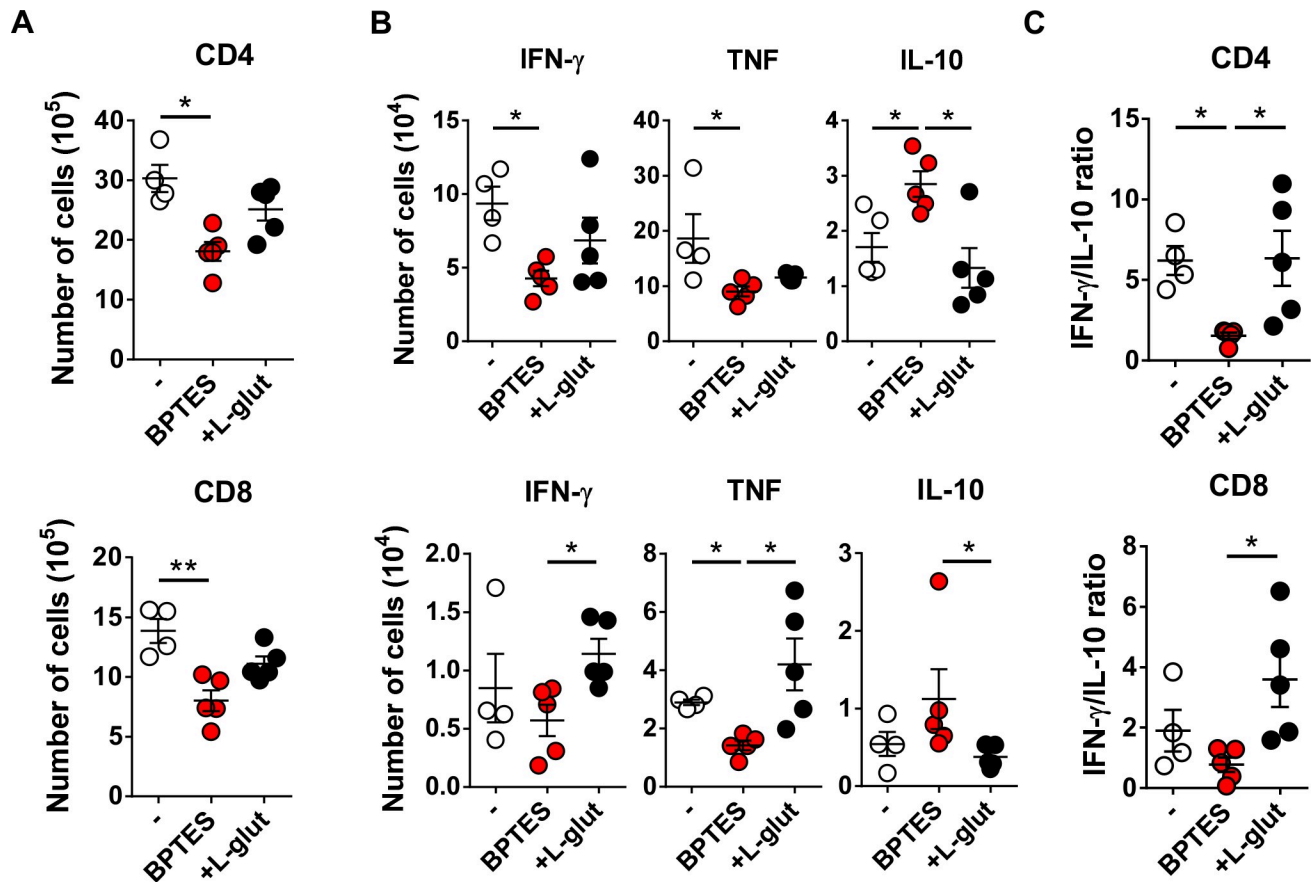 A
B
C
CD4
Number of cells (10⁵)
40
30
20
10
0
*
-
BPTES
+L-glut
IFN-γ
Number of cells (10⁴)
15
10
5
0
*
-
BPTES
+L-glut
TNF
40
30
20
10
0
*
-
BPTES
+L-glut
IL-10
4
3
2
1
0
*
*
-
BPTES
+L-glut
CD4
IFN-γ/IL-10 ratio
15
10
5
0
*
*
-
BPTES
+L-glut
CD8
Number of cells (10⁵)
20
15
10
5
0
**
-
BPTES
+L-glut
IFN-γ
Number of cells (10⁴)
2.0
1.5
1.0
0.5
0.0
*
-
BPTES
+L-glut
TNF
8
6
4
2
0
*
*
-
BPTES
+L-glut
IL-10
3
2
1
0
*
-
BPTES
+L-glut
CD8
IFN-γ/IL-10 ratio
8
6
4
2
0
*
-
BPTES
+L-glut